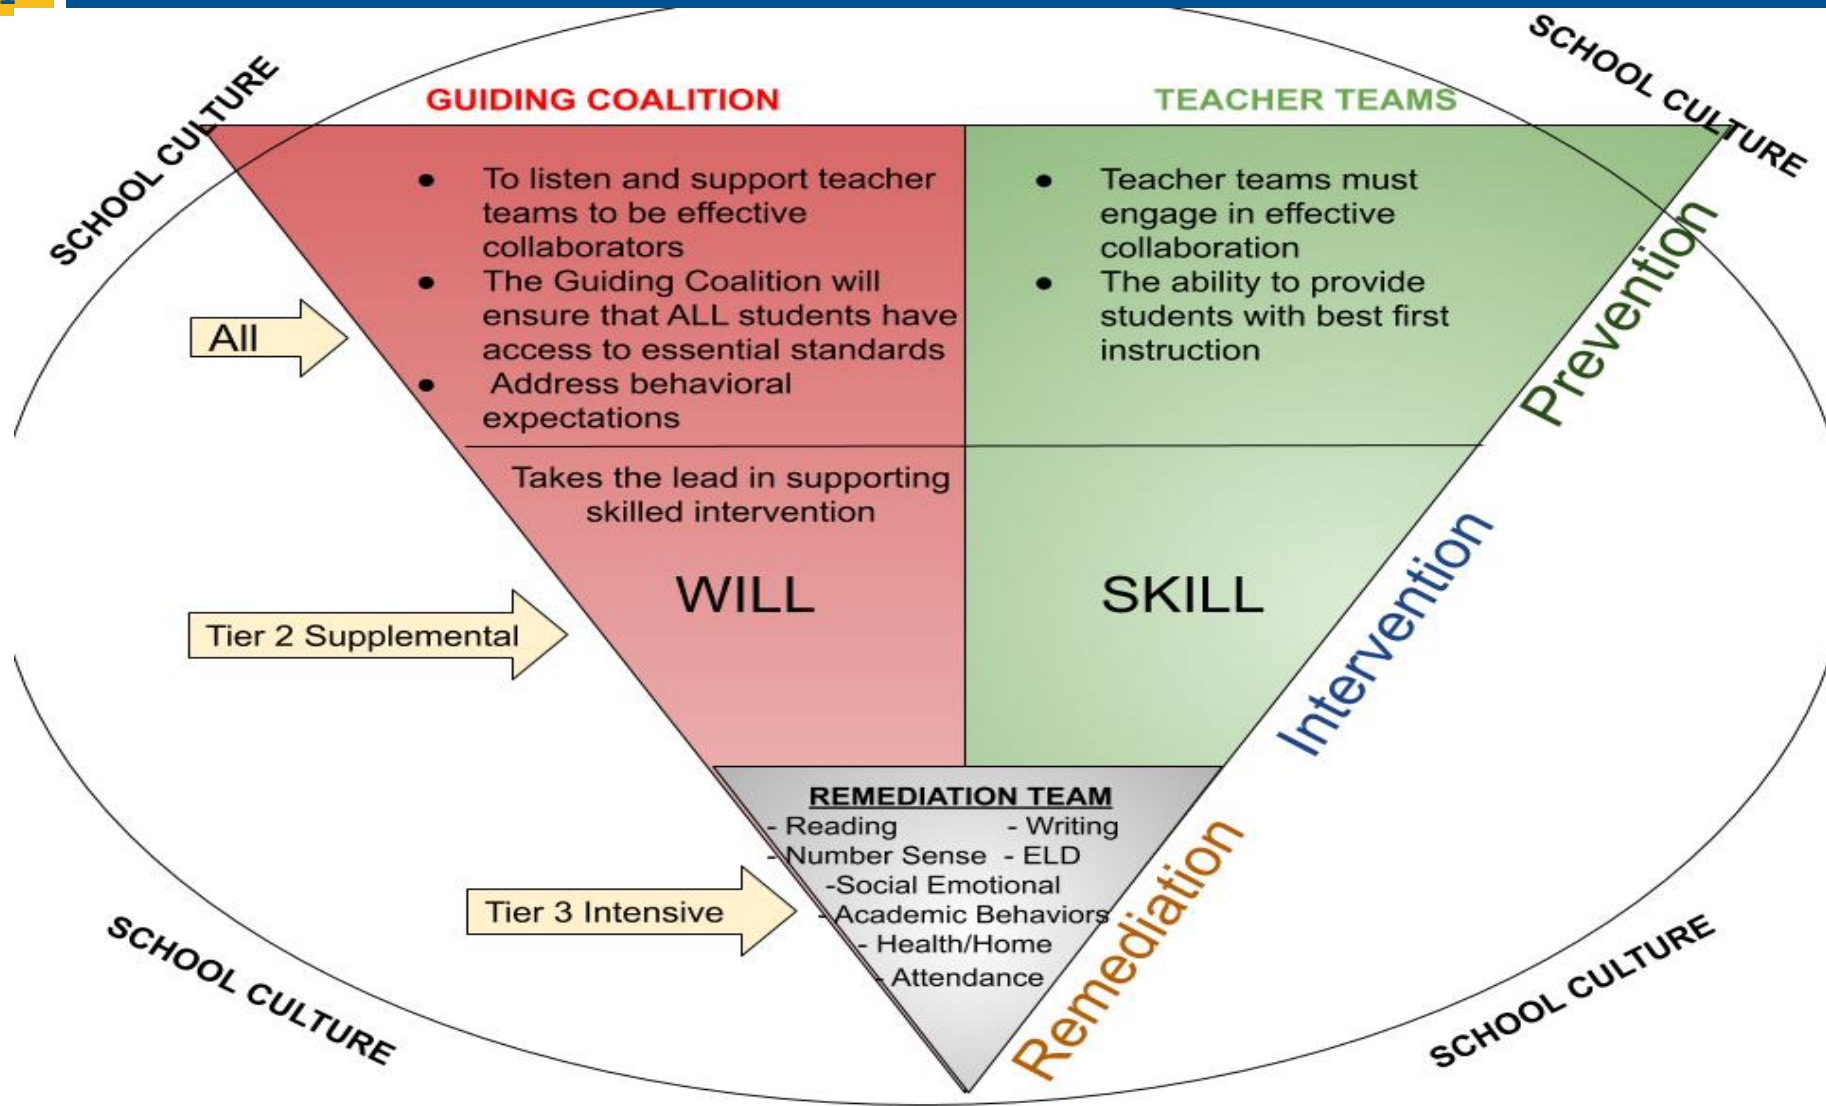 SCHOOL CULTURE
SCHOOL CULTURE
GUIDING COALITION
TEACHER TEAMS
● To listen and support teacher
teams to be effective
collaborators
● The Guiding Coalition will
ensure that ALL students have
access to essential standards
● Address behavioral
expectations
● Teacher teams must
engage in effective
collaboration
● The ability to provide
students with best first
instruction
All
Prevention
Takes the lead in supporting
skilled intervention
WILL
SKILL
Tier 2 Supplemental
Intervention
REMEDIATION TEAM
- Reading - Writing
- Number Sense - ELD
-Social Emotional
- Academic Behaviors
- Health/Home
- Attendance
Tier 3 Intensive
Remediation
SCHOOL CULTURE
SCHOOL CULTURE